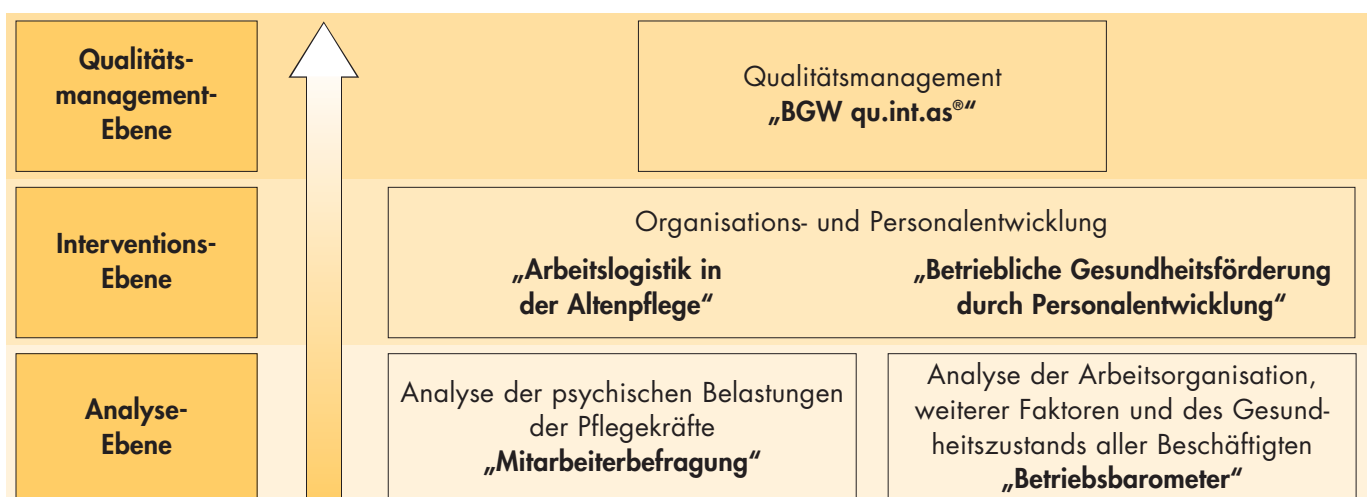 Qualitäts-
management-
Ebene
Qualitätsmanagement
„BGW qu.int.as®“
Interventions-
Ebene
Organisations- und Personalentwicklung
„Arbeitslogistik in
der Altenpflege“
„Betriebliche Gesundheitsförderung
durch Personalentwicklung“
Analyse-
Ebene
Analyse der psychischen Belastungen
der Pflegekräfte
„Mitarbeiterbefragung“
Analyse der Arbeitsorganisation,
weiterer Faktoren und des Gesund-
heitszustands aller Beschäftigten
„Betriebsbarometer“